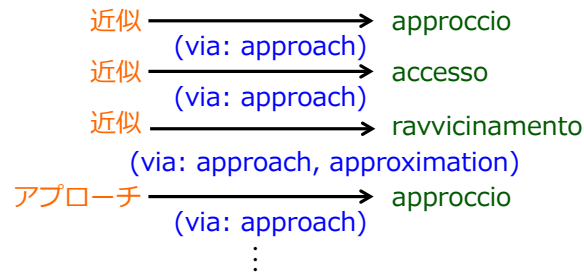 近似 approccio
(via: approach)
近似 accesso
(via: approach)
近似 ravvicinamento
(via: approach, approximation)
アプローチ approccio
(via: approach)
⋮